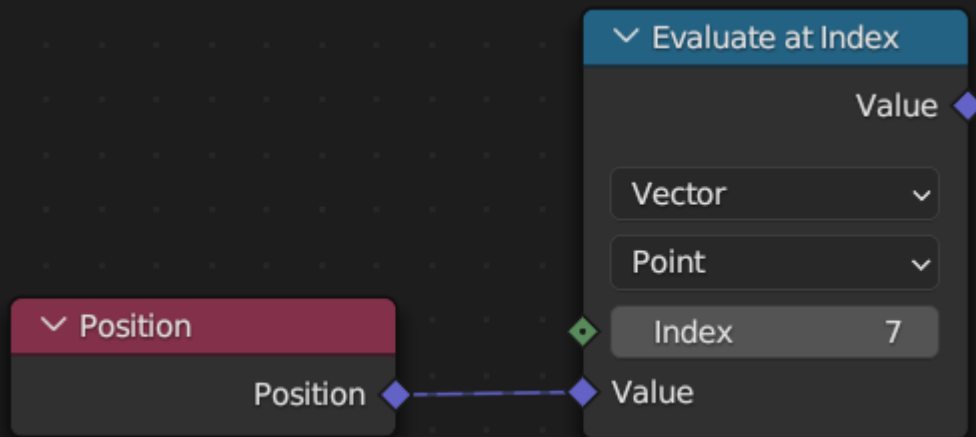 Evaluate at Index
Value
Vector
Point
Index 7
Value
Position
Position